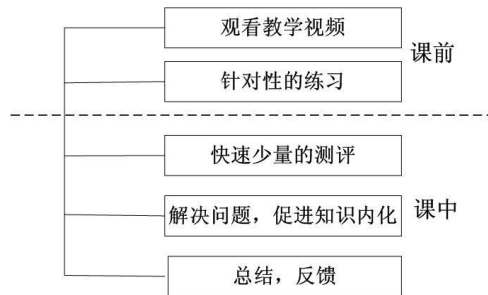 观看教学视频
课前
针对性的练习
快速少量的测评
解决问题，促进知识内化
课中
总结，反馈